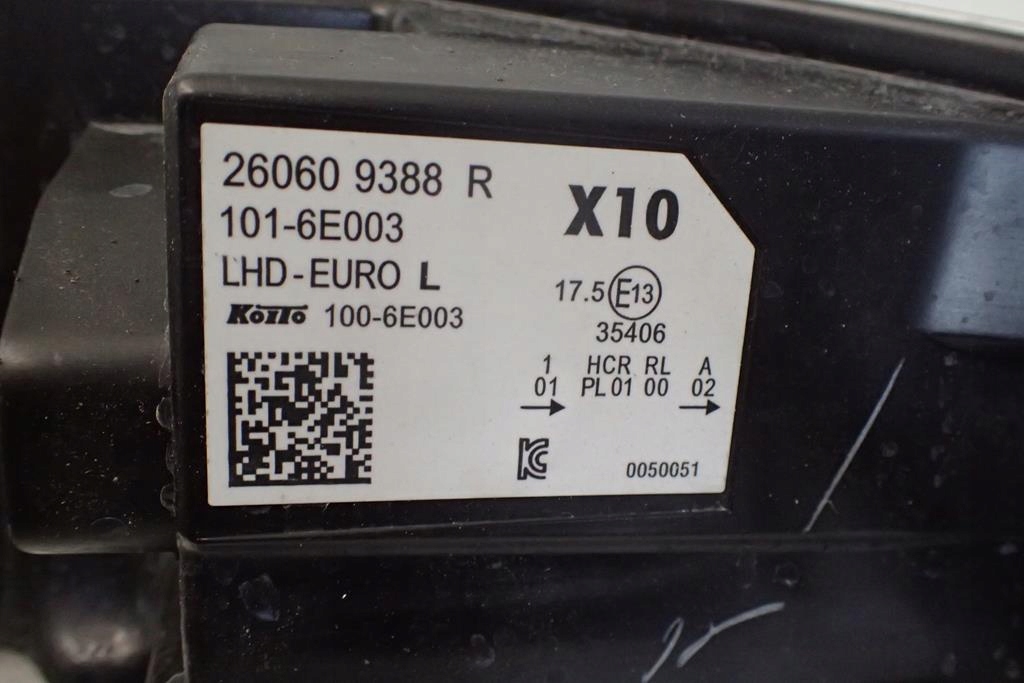 26060 9388 R
101-6E003
X10
LHD-EURO L
Koito 100-6E003
17.5 E13
35406
1 HCR RL A
01 PL 01 00 02
KC
0050051